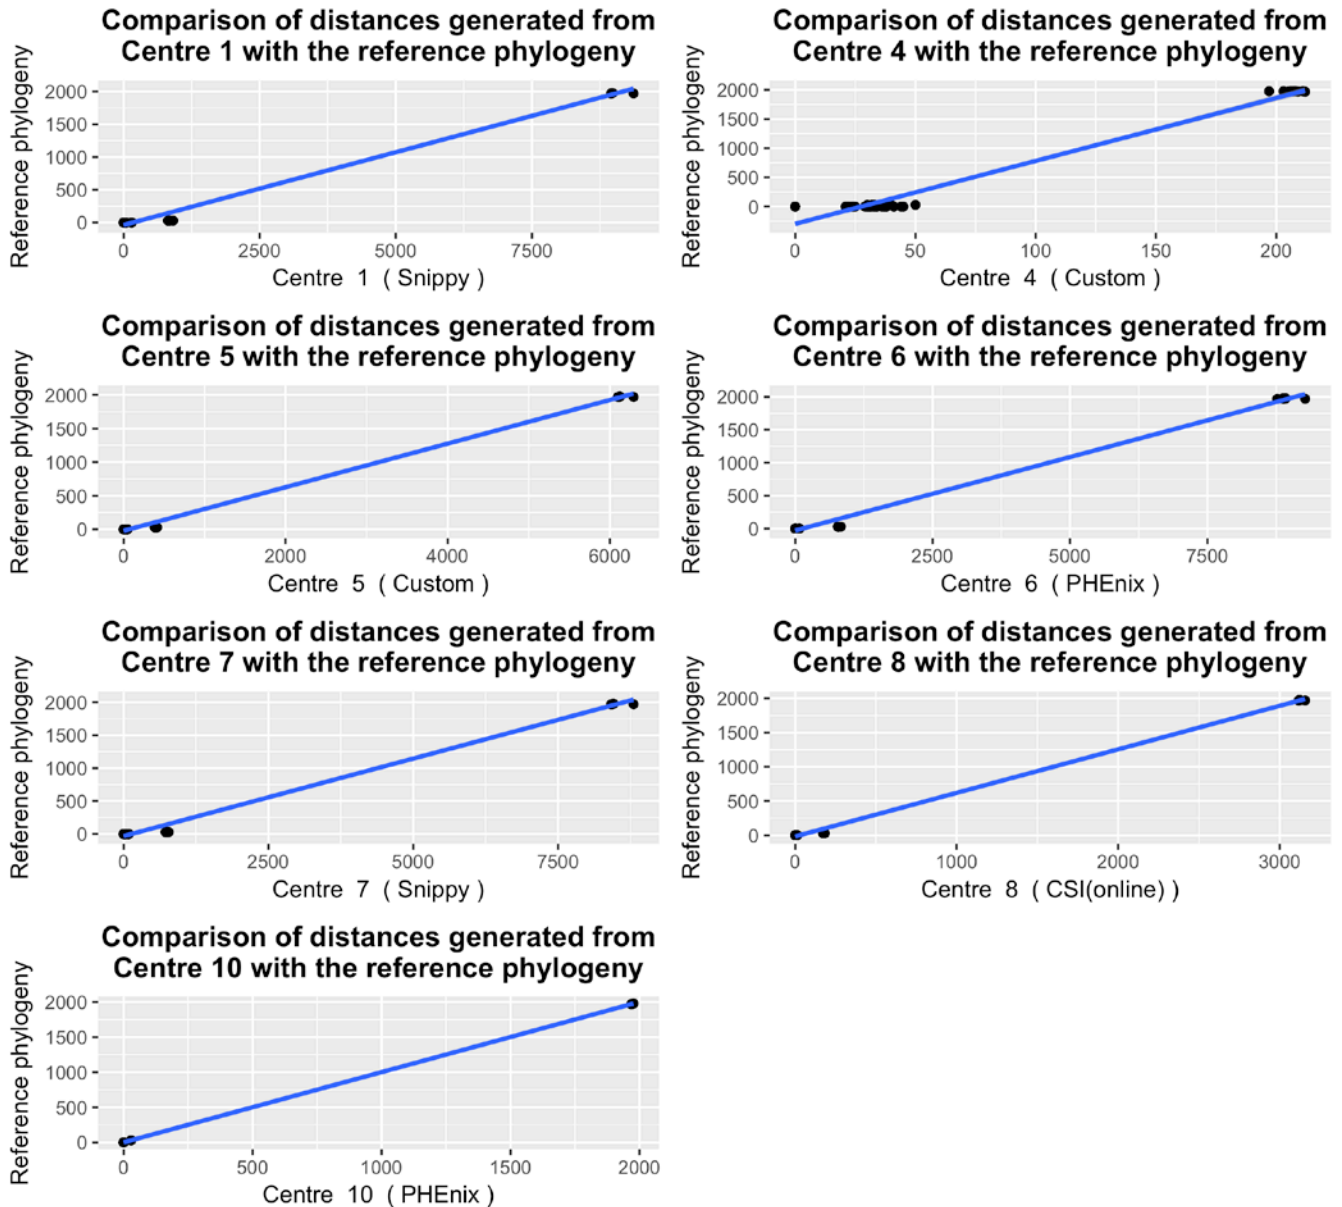 Comparison of distances generated from
Centre 1 with the reference phylogeny
Reference phylogeny
2000
1500
1000
500
0
0 2500 5000 7500
Centre 1 ( Snippy )
Comparison of distances generated from
Centre 4 with the reference phylogeny
Reference phylogeny
2000
1500
1000
500
0
0 50 100 150 200
Centre 4 ( Custom )
Comparison of distances generated from
Centre 5 with the reference phylogeny
Reference phylogeny
2000
1500
1000
500
0
0 2000 4000 6000
Centre 5 ( Custom )
Comparison of distances generated from
Centre 6 with the reference phylogeny
Reference phylogeny
2000
1500
1000
500
0
0 2500 5000 7500
Centre 6 ( PHEnix )
Comparison of distances generated from
Centre 7 with the reference phylogeny
Reference phylogeny
2000
1500
1000
500
0
0 2500 5000 7500
Centre 7 ( Snippy )
Comparison of distances generated from
Centre 8 with the reference phylogeny
Reference phylogeny
2000
1500
1000
500
0
0 1000 2000 3000
Centre 8 ( CSI(online) )
Comparison of distances generated from
Centre 10 with the reference phylogeny
Reference phylogeny
2000
1500
1000
500
0
0 500 1000 1500 2000
Centre 10 ( PHEnix )